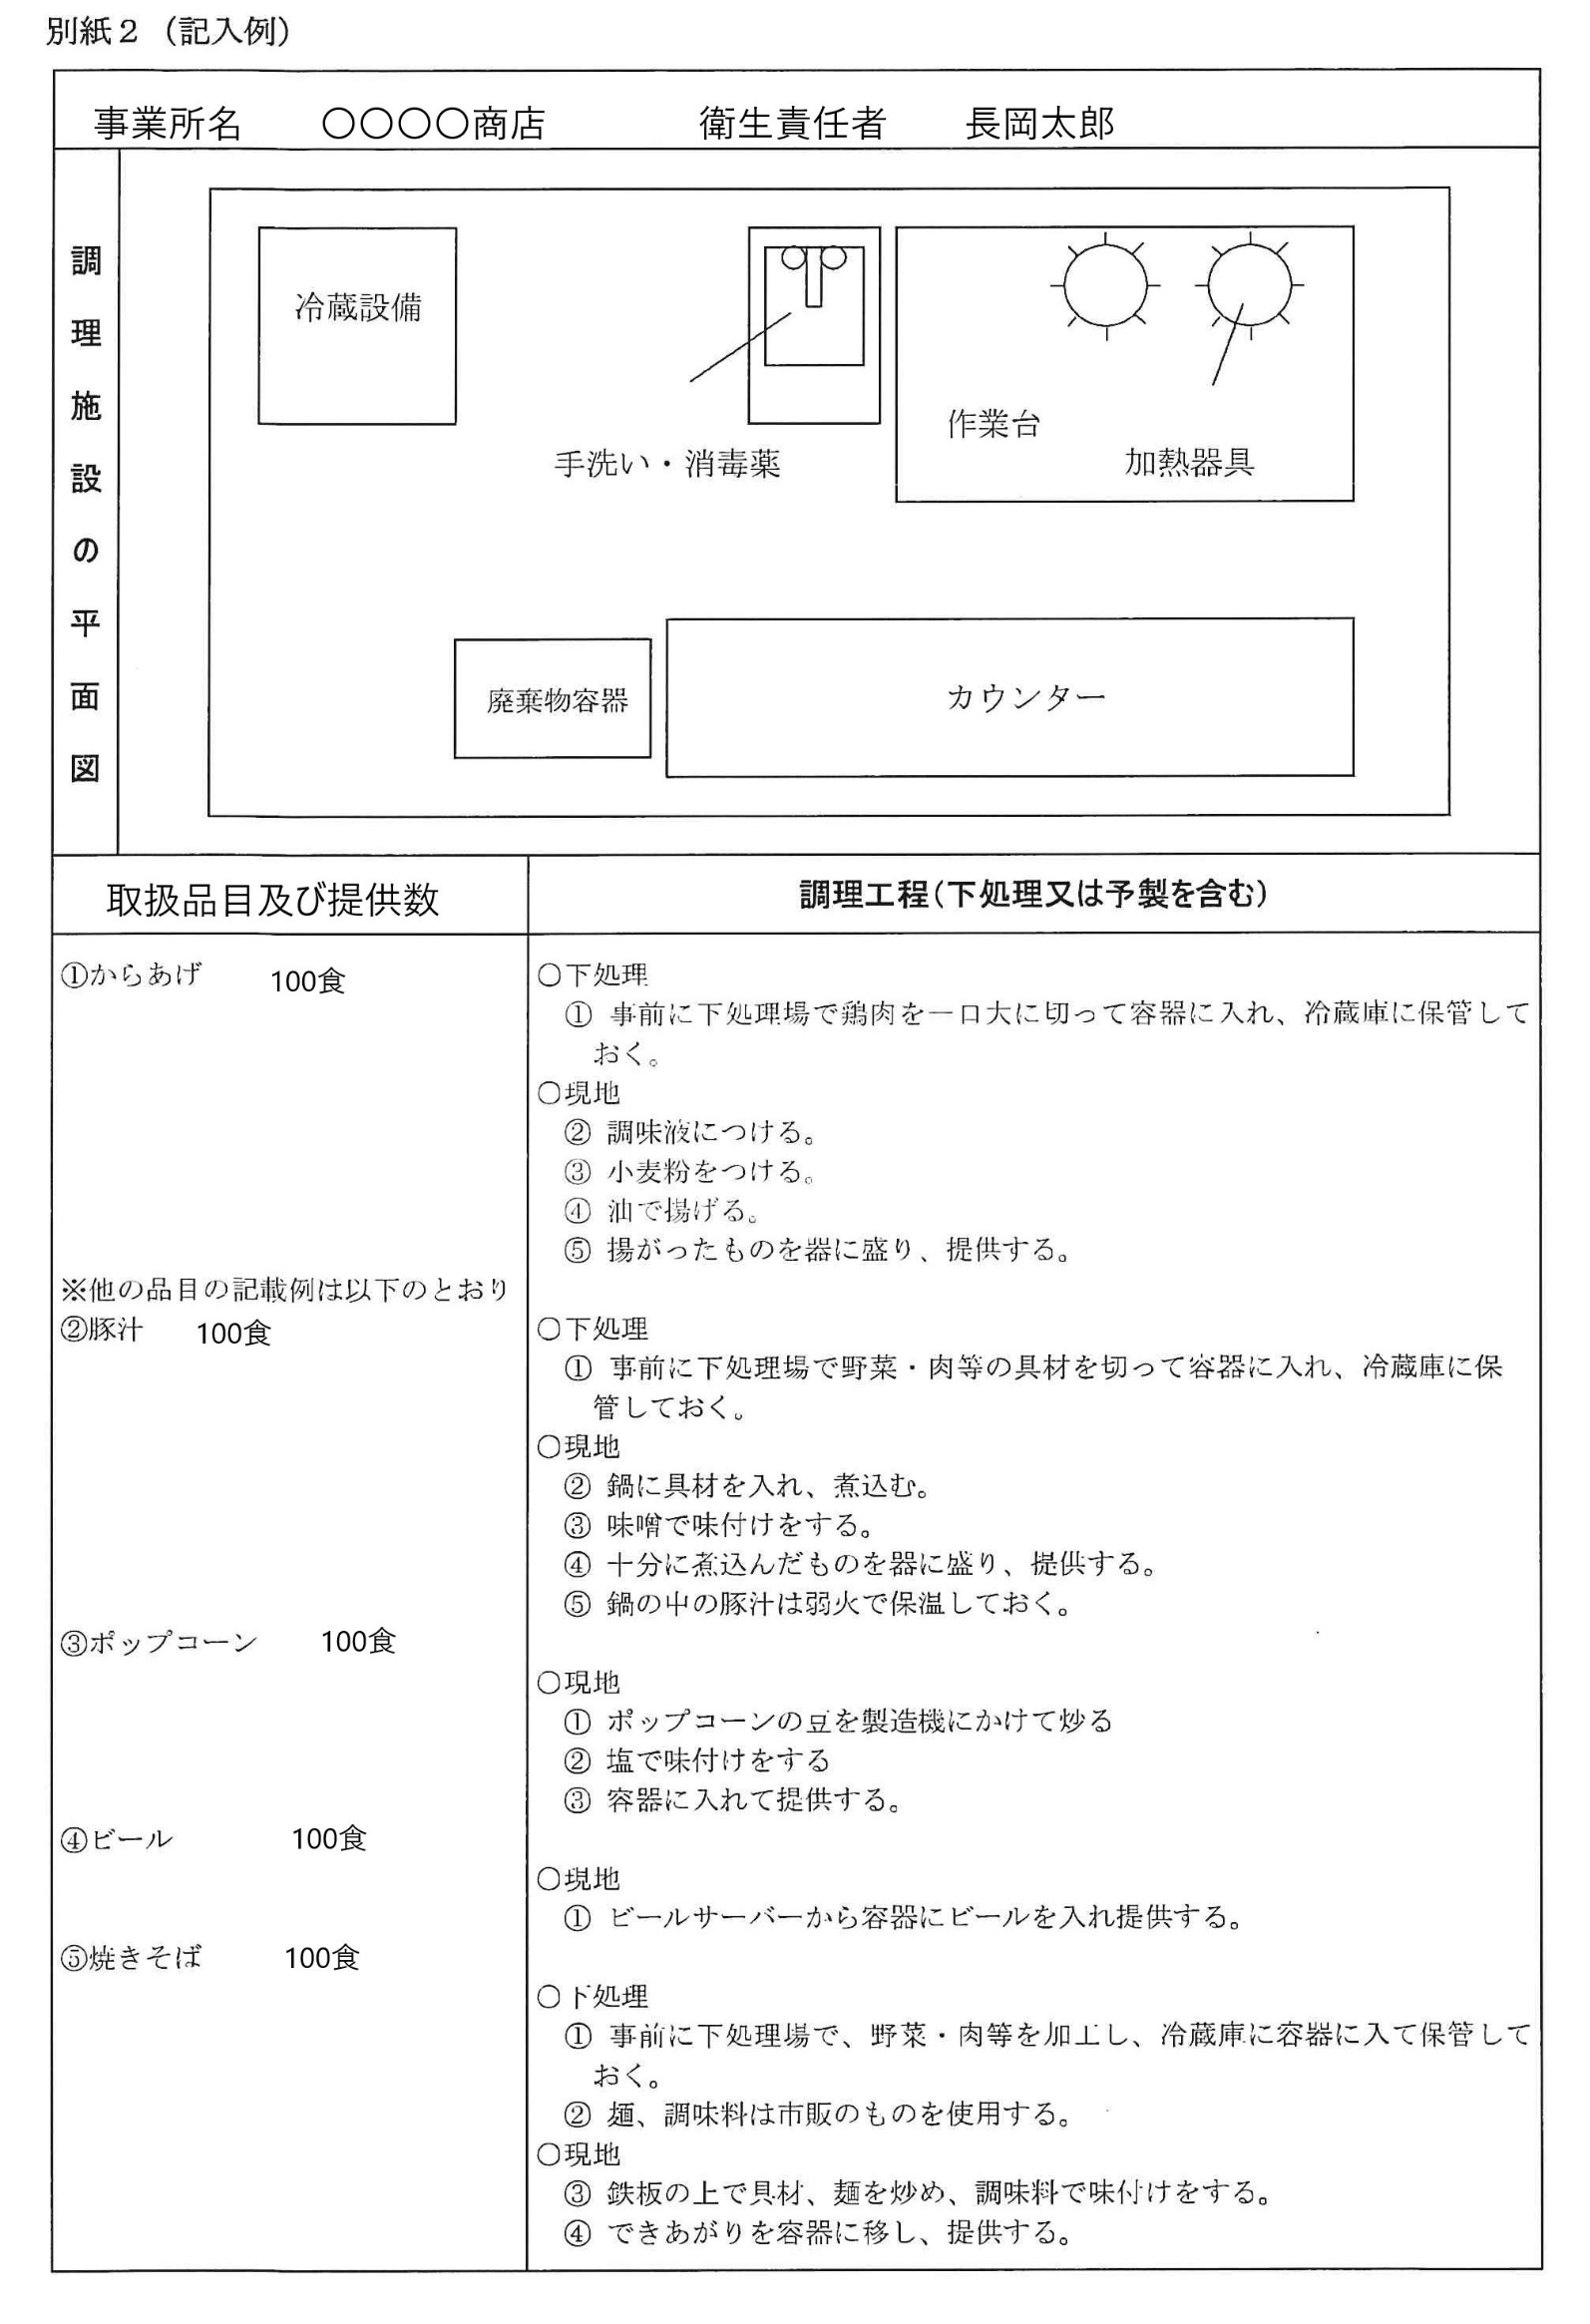 別紙２（記入例）
事業所名　○○○○商店　衛生責任者　長岡太郎
調理施設の平面図
冷蔵設備
手洗い・消毒薬
作業台
加熱器具
廃棄物容器
カウンター
取扱品目及び提供数
調理工程（下処理又は予製を含む）
①からあげ　100食
○下処理
① 事前に下処理場で鶏肉を一口大に切って容器に入れ、冷蔵庫に保管して
おく。
○現地
② 調味液につける。
③ 小麦粉をつける。
④ 油で揚げる。
⑤ 揚がったものを器に盛り、提供する。
※他の品目の記載例は以下のとおり
②豚汁　100食
○下処理
① 事前に下処理場で野菜・肉等の具材を切って容器に入れ、冷蔵庫に保
管しておく。
○現地
② 鍋に具材を入れ、煮込む。
③ 味噌で味付けをする。
④ 十分に煮込んだものを器に盛り、提供する。
⑤ 鍋の中の豚汁は弱火で保温しておく。
③ポップコーン　100食
○現地
① ポップコーンの豆を製造機にかけて炒る
② 塩で味付けをする
③ 容器に入れて提供する。
④ビール　100食
○現地
① ビールサーバーから容器にビールを入れ提供する。
⑤焼きそば　100食
○下処理
① 事前に下処理場で、野菜・肉等を加工し、冷蔵庫に容器に入て保管して
おく。
② 麺、調味料は市販のものを使用する。
○現地
③ 鉄板の上で具材、麺を炒め、調味料で味付けをする。
④ できあがりを容器に移し、提供する。